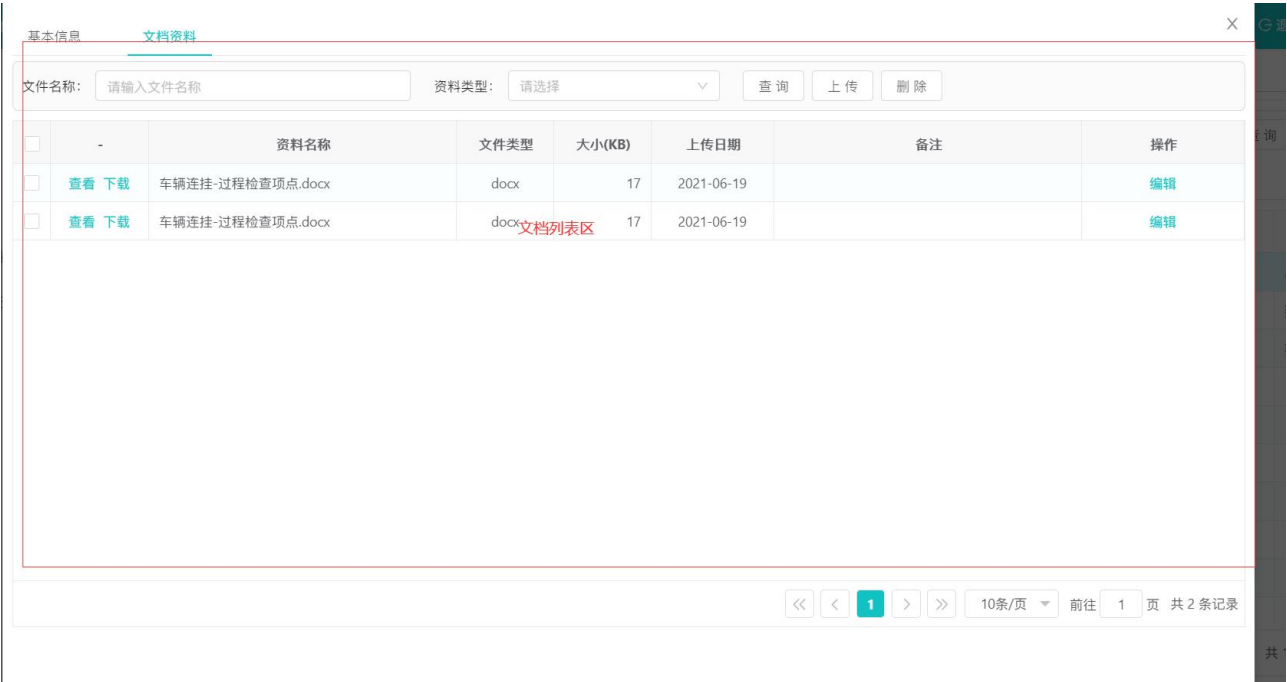 基本信息 文档资料
退
文件名称： 请输入文件名称 资料类型： 请选择 查 询 上 传 删 除
查 询
- 资料名称 文件类型 大小(KB) 上传日期 备注 操作
查看 下载 车辆连挂-过程检查项点.docx docx 17 2021-06-19 编辑
查看 下载 车辆连挂-过程检查项点.docx docx 17 2021-06-19 编辑
文档列表区
1 10条/页 前往 1 页 共 2 条记录
共